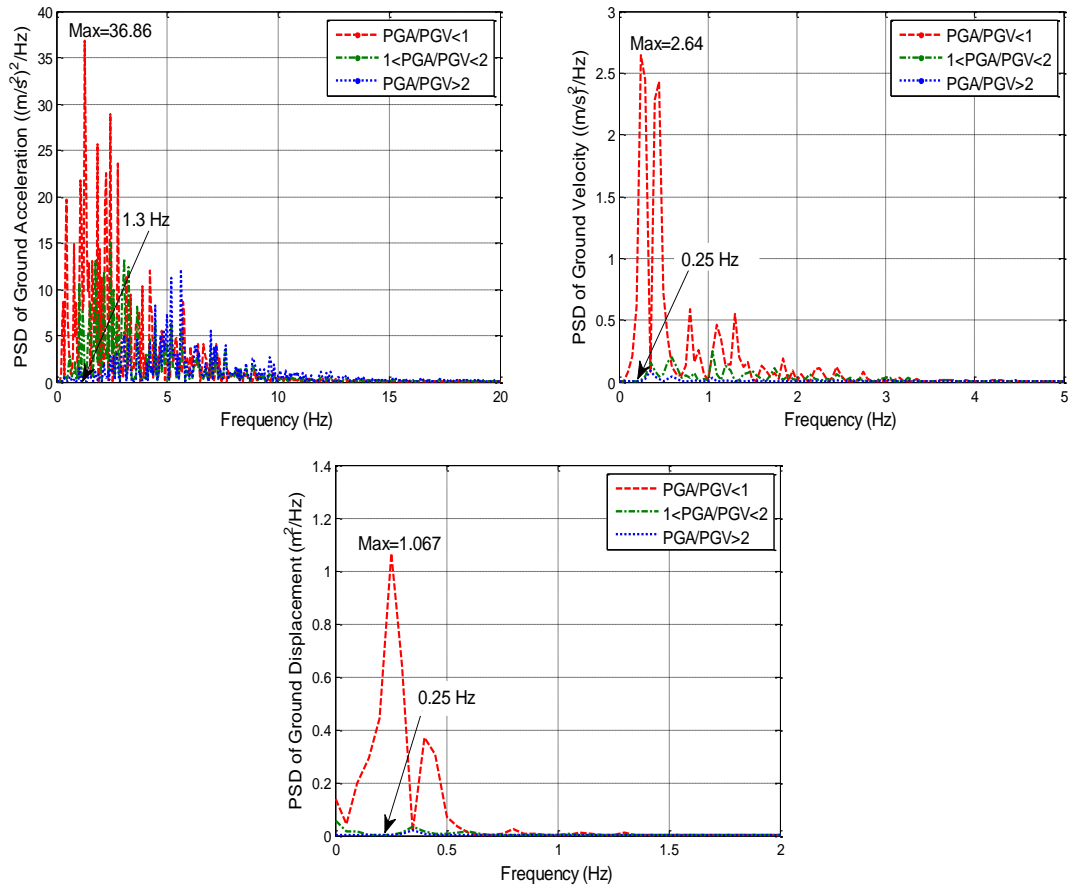 Max=36.86
PGA/PGV<1
1<PGA/PGV<2
PGA/PGV>2
1.3 Hz
PSD of Ground Acceleration ((m/s²)²/Hz)
40
35
30
25
20
15
10
5
0
0 5 10 15 20
Frequency (Hz)
Max=2.64
PGA/PGV<1
1<PGA/PGV<2
PGA/PGV>2
0.25 Hz
PSD of Ground Velocity ((m/s)²/Hz)
3
2.5
2
1.5
1
0.5
0
0 1 2 3 4 5
Frequency (Hz)
Max=1.067
PGA/PGV<1
1<PGA/PGV<2
PGA/PGV>2
0.25 Hz
PSD of Ground Displacement (m²/Hz)
1.4
1.2
1
0.8
0.6
0.4
0.2
0
0 0.5 1 1.5 2
Frequency (Hz)